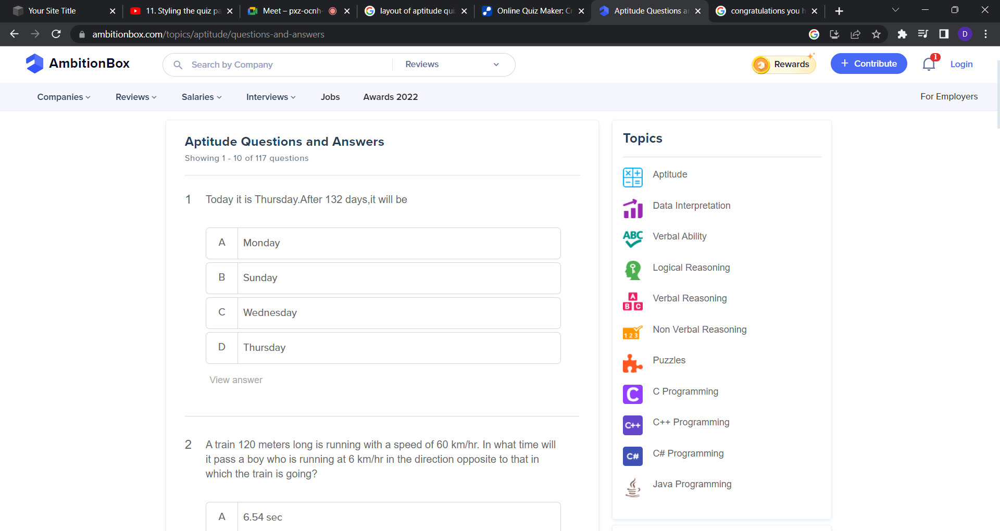 Your Site Title
11. Styling the quiz pa
Meet – pxz-ocnh-
layout of aptitude qui
Online Quiz Maker: Cr
Aptitude Questions a
congratulations you h
ambitionbox.com/topics/aptitude/questions-and-answers
D
AmbitionBox
Search by Company
Reviews
Rewards
+ Contribute
1
Login
Companies
Reviews
Salaries
Interviews
Jobs
Awards 2022
For Employers
Aptitude Questions and Answers
Showing 1 - 10 of 117 questions
1 Today it is Thursday.After 132 days,it will be
A Monday
B Sunday
C Wednesday
D Thursday
View answer
2 A train 120 meters long is running with a speed of 60 km/hr. In what time will
it pass a boy who is running at 6 km/hr in the direction opposite to that in
which the train is going?
A 6.54 sec
Topics
Aptitude
Data Interpretation
ABC Verbal Ability
Logical Reasoning
A
B C Verbal Reasoning
1 2 3 Non Verbal Reasoning
Puzzles
C C Programming
C++ C++ Programming
C# C# Programming
Java Programming